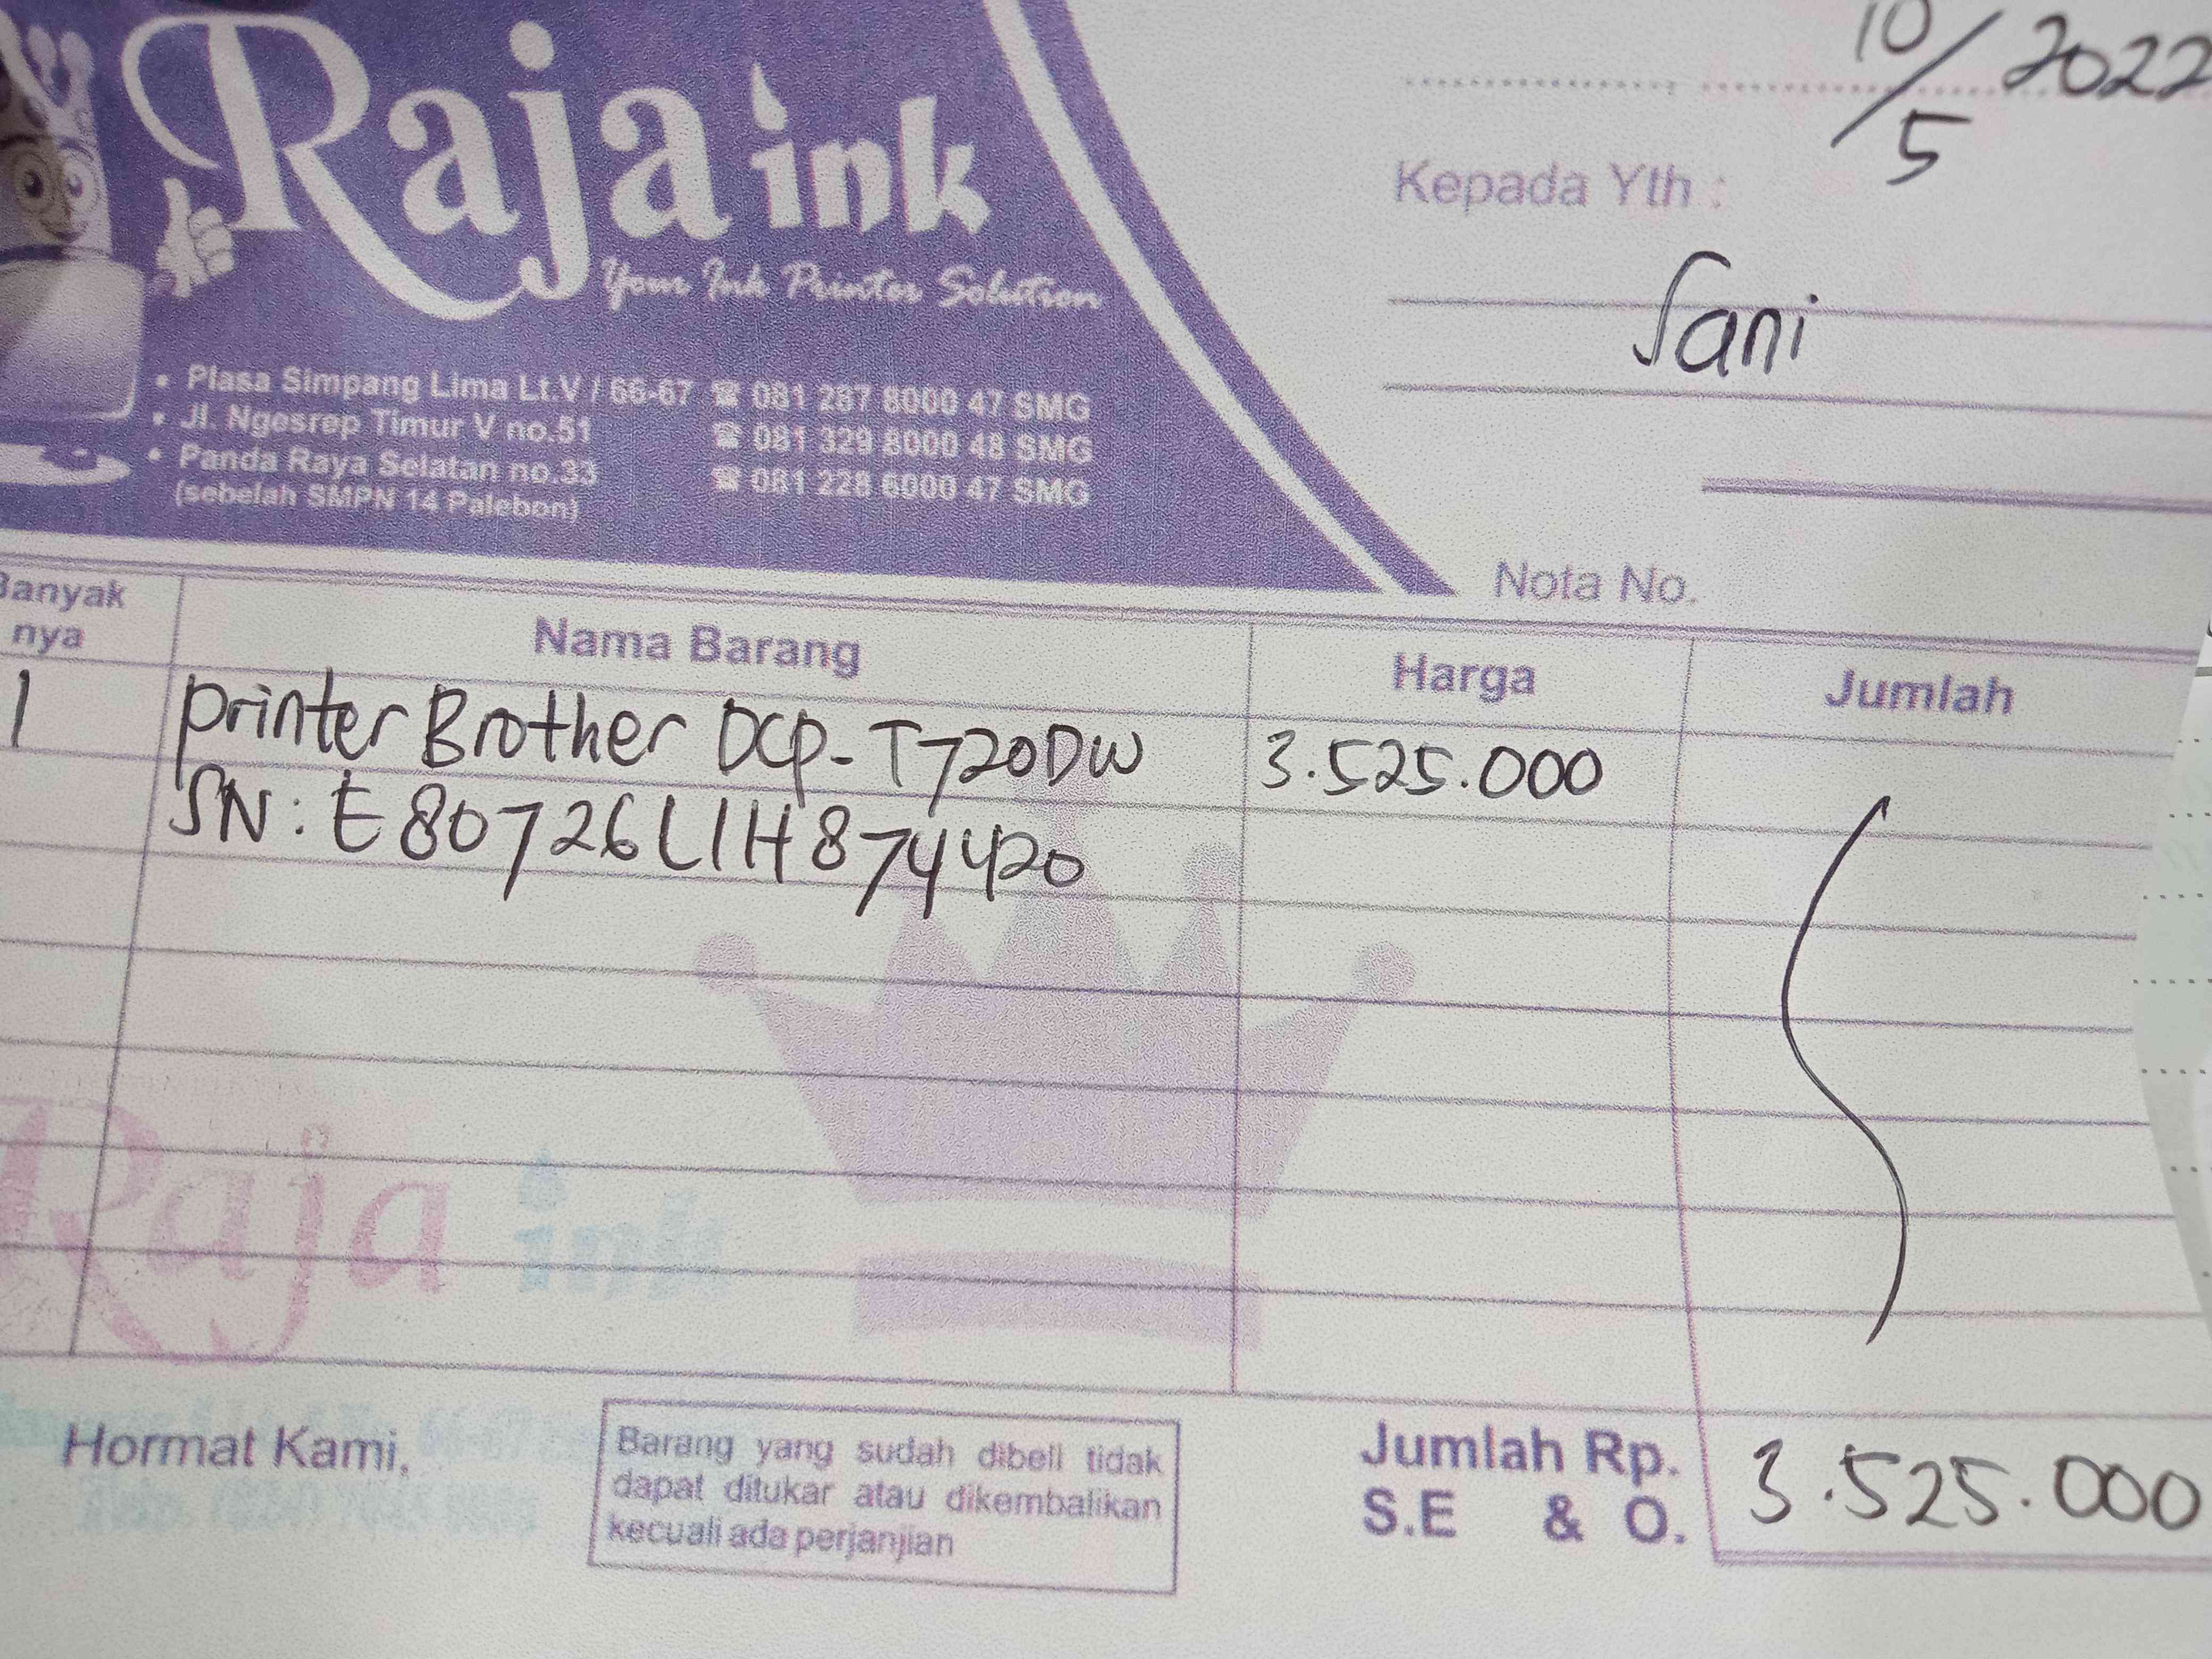 Raja ink
Your Ink Printer Solution
• Plasa Simpang Lima Lt.V / 66-67 ☎ 081 287 8000 47 SMG
• Jl. Ngesrep Timur V no.51 ☎ 081 329 8000 48 SMG
• Panda Raya Selatan no.33 ☎ 081 228 6000 47 SMG
(sebelah SMPN 14 Palebon)
10/5 2022
Kepada Yth :
Sani
Nota No.
Banyak nya Nama Barang Harga Jumlah
1 printer Brother DCP-T720DW 3.525.000
SN: E80726L1H874420
Raja ink
Hormat Kami,
Barang yang sudah dibeli tidak
dapat ditukar atau dikembalikan
kecuali ada perjanjian
Jumlah Rp. 3.525.000
S.E & O.